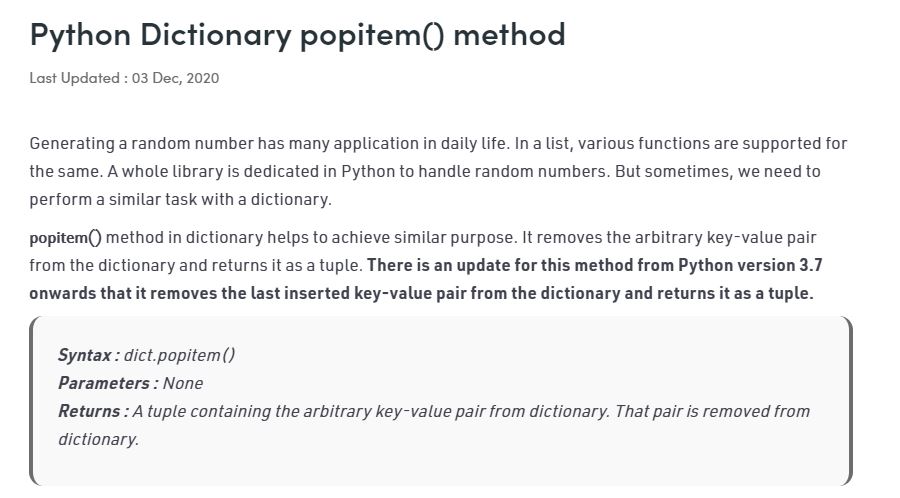 Python Dictionary popitem() method
Last Updated : 03 Dec, 2020
Generating a random number has many application in daily life. In a list, various functions are supported for
the same. A whole library is dedicated in Python to handle random numbers. But sometimes, we need to
perform a similar task with a dictionary.
popitem() method in dictionary helps to achieve similar purpose. It removes the arbitrary key-value pair
from the dictionary and returns it as a tuple. There is an update for this method from Python version 3.7
onwards that it removes the last inserted key-value pair from the dictionary and returns it as a tuple.
Syntax : dict.popitem()
Parameters : None
Returns : A tuple containing the arbitrary key-value pair from dictionary. That pair is removed from
dictionary.